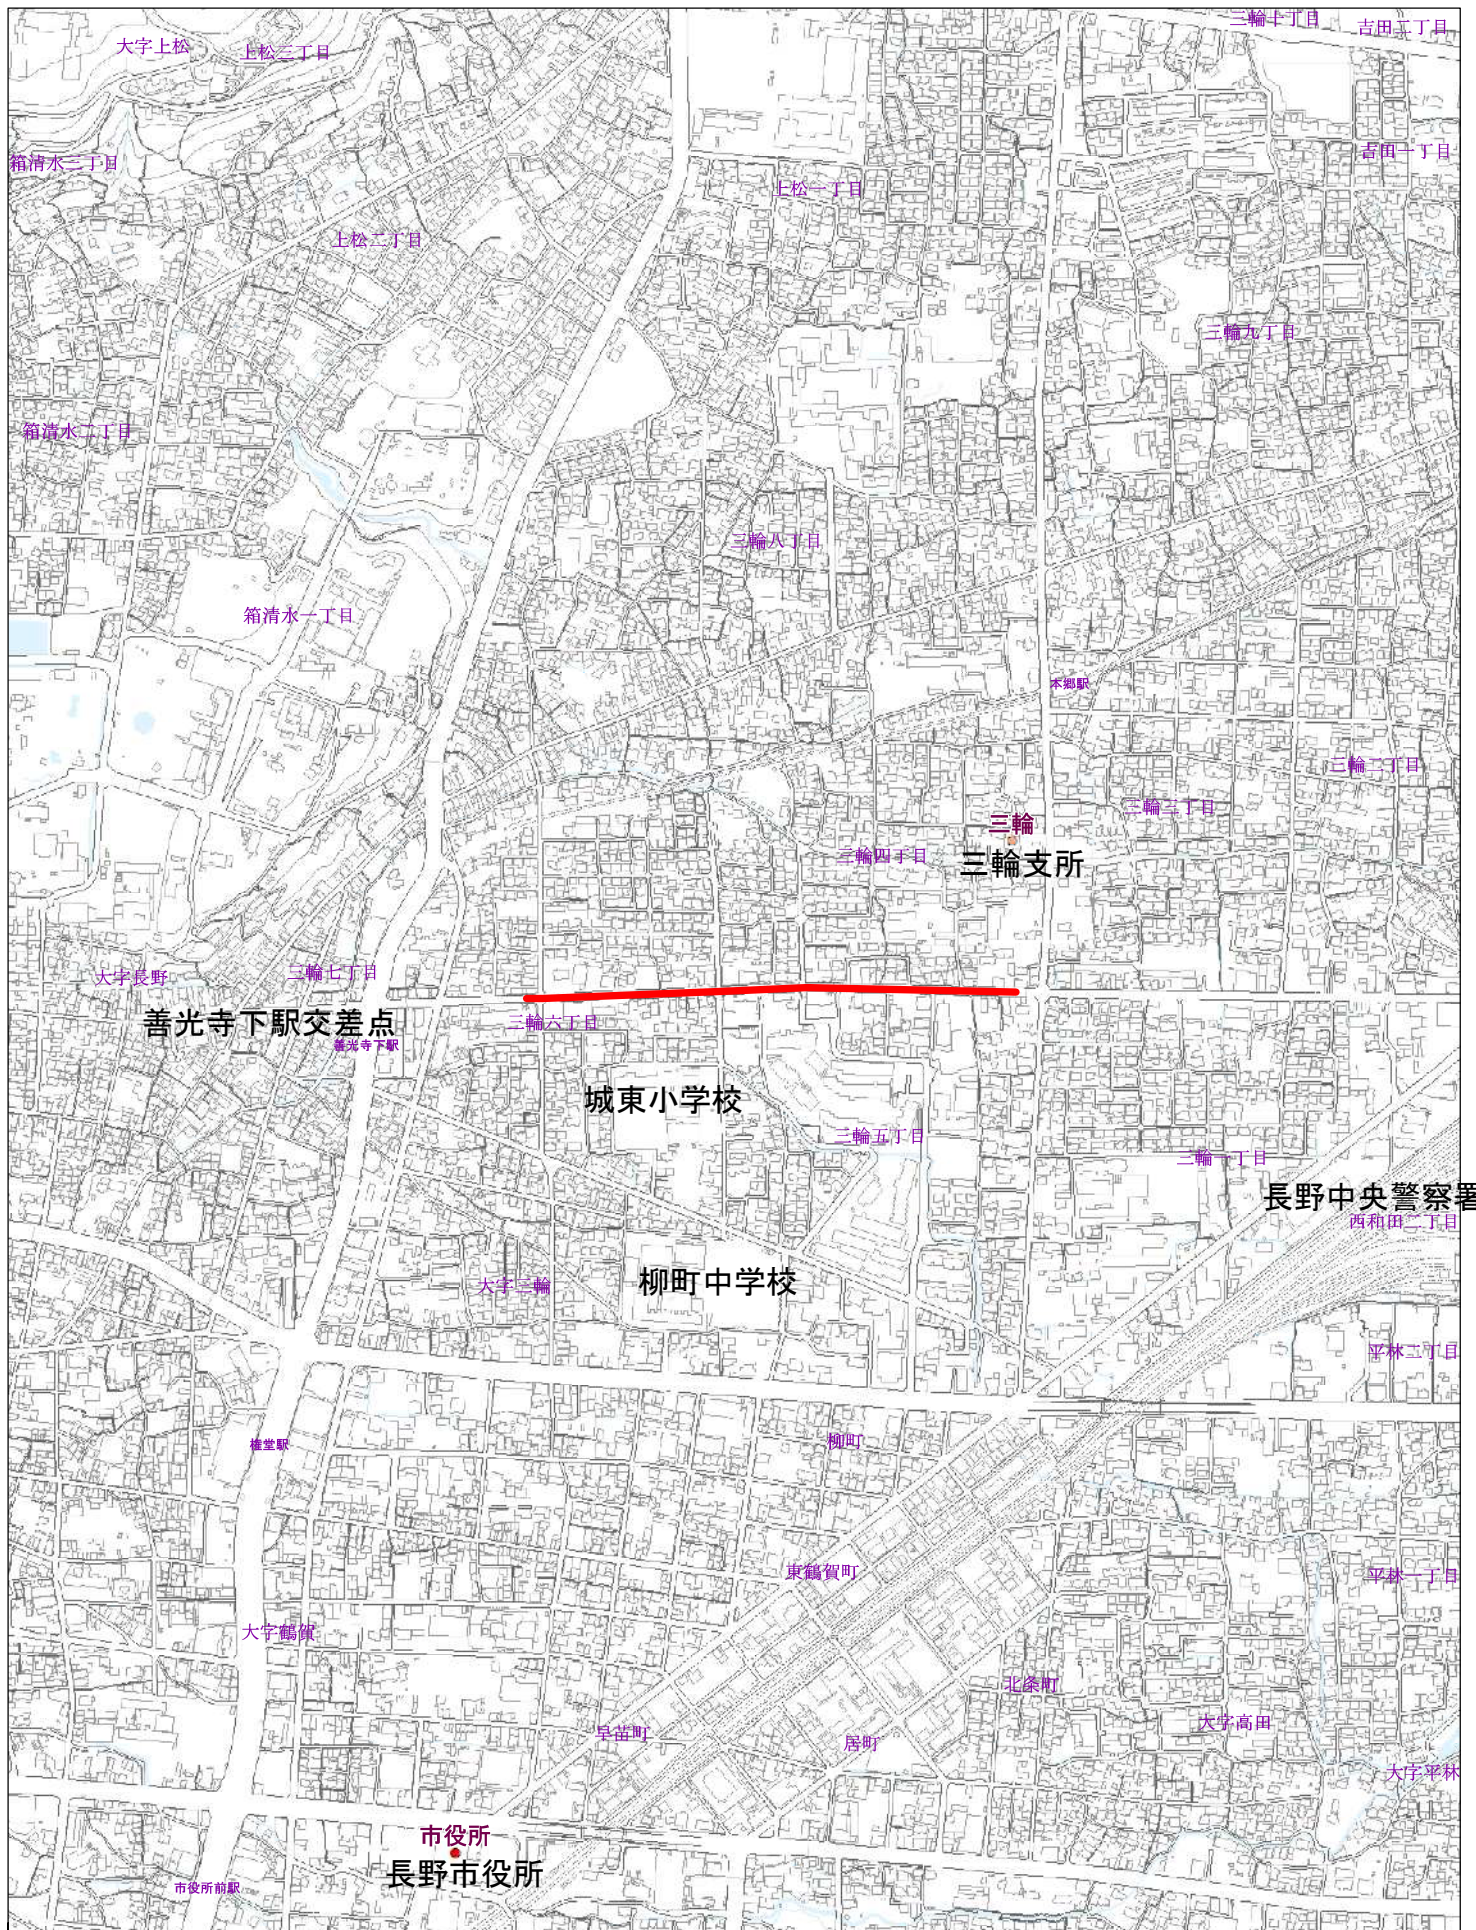 三輪十丁目
吉田二丁目
大字上松
上松三丁目
吉田一丁目
箱清水三丁目
上松一丁目
上松二丁目
三輪九丁目
箱清水二丁目
三輪八丁目
箱清水一丁目
本郷駅
三輪二丁目
三輪三丁目
三輪
三輪四丁目
三輪支所
三輪七丁目
大字長野
善光寺下駅交差点
三輪六丁目
善光寺下駅
城東小学校
三輪五丁目
三輪一丁目
長野中央警察署
西和田二丁目
柳町中学校
大字三輪
平林二丁目
柳町
権堂駅
東鶴賀町
平林一丁目
大字鶴賀
北条町
大字高田
早苗町
居町
大字平林
市役所
長野市役所
市役所前駅